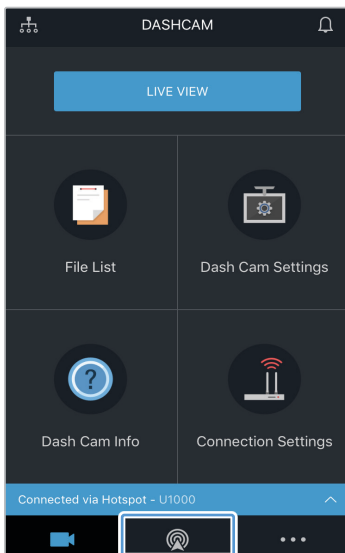 DASHCAM
LIVE VIEW
File List
Dash Cam Settings
Dash Cam Info
Connection Settings
Connected via Hotspot - U1000